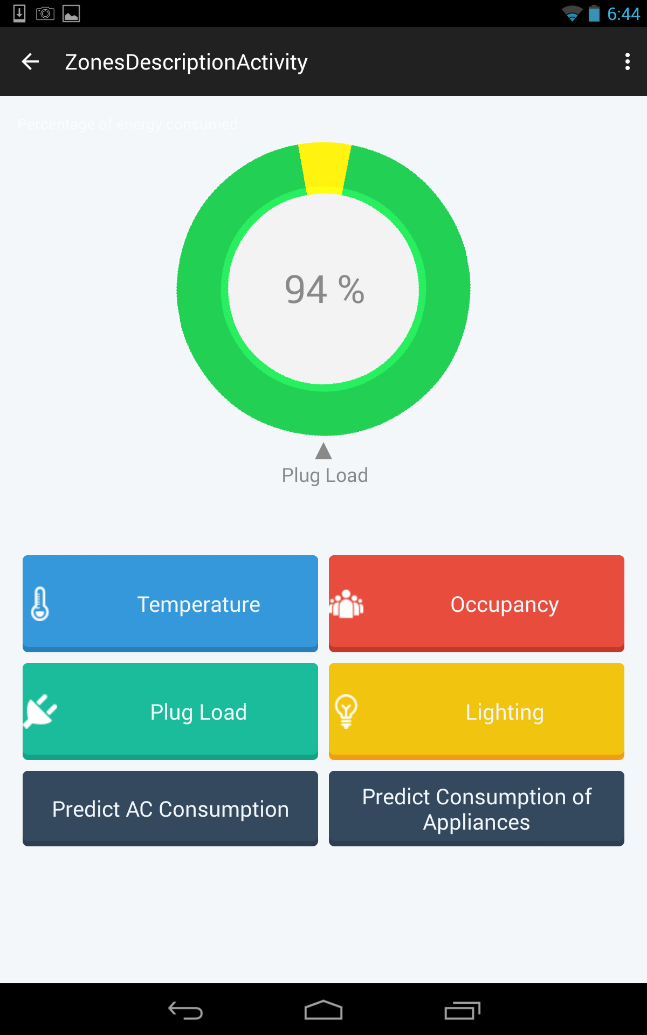 6:44
ZonesDescriptionActivity
Percentage of energy consumed
94 %
Plug Load
Temperature
Occupancy
Plug Load
Lighting
Predict AC Consumption
Predict Consumption of
Appliances